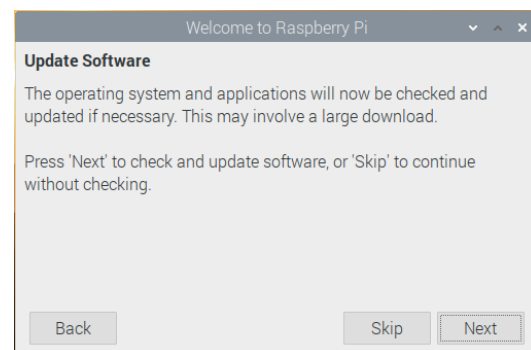 Welcome to Raspberry Pi
Update Software
The operating system and applications will now be checked and
updated if necessary. This may involve a large download.
Press 'Next' to check and update software, or 'Skip' to continue
without checking.
Back
Skip
Next